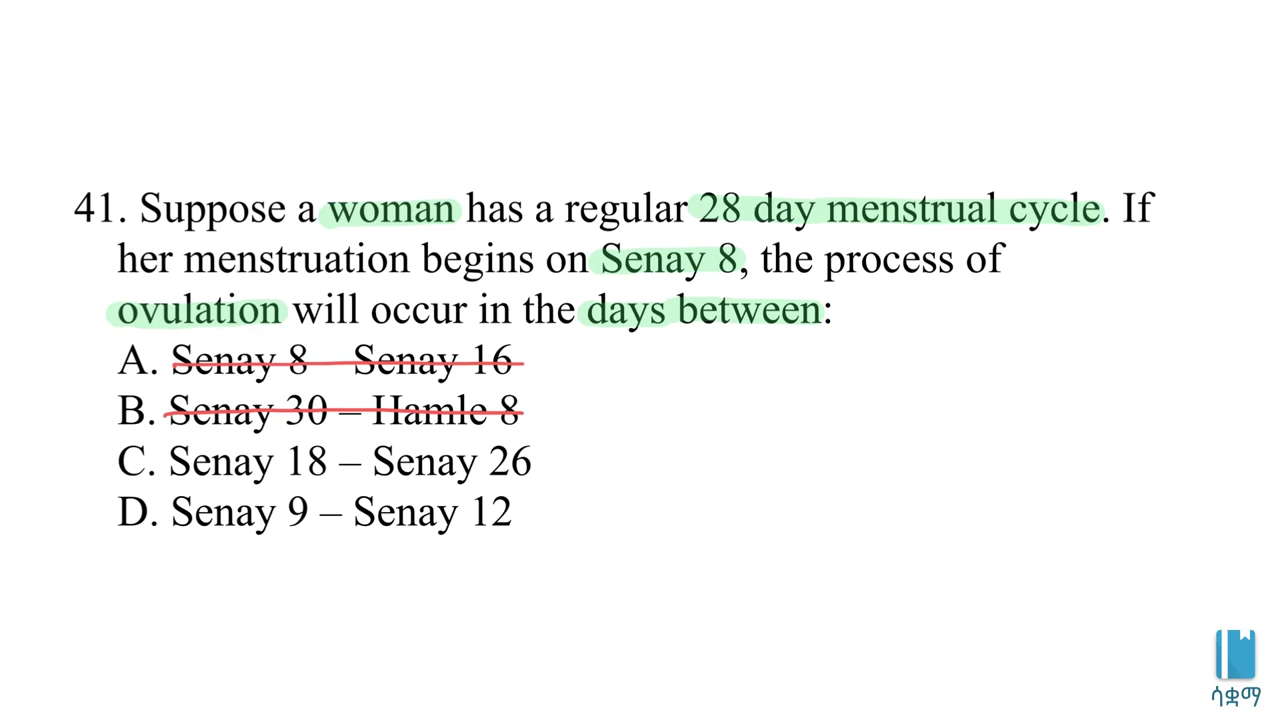 41. Suppose a woman has a regular 28 day menstrual cycle. If
her menstruation begins on Senay 8, the process of
ovulation will occur in the days between:
A. Senay 8 – Senay 16
B. Senay 30 – Hamle 8
C. Senay 18 – Senay 26
D. Senay 9 – Senay 12
ሳቋማ